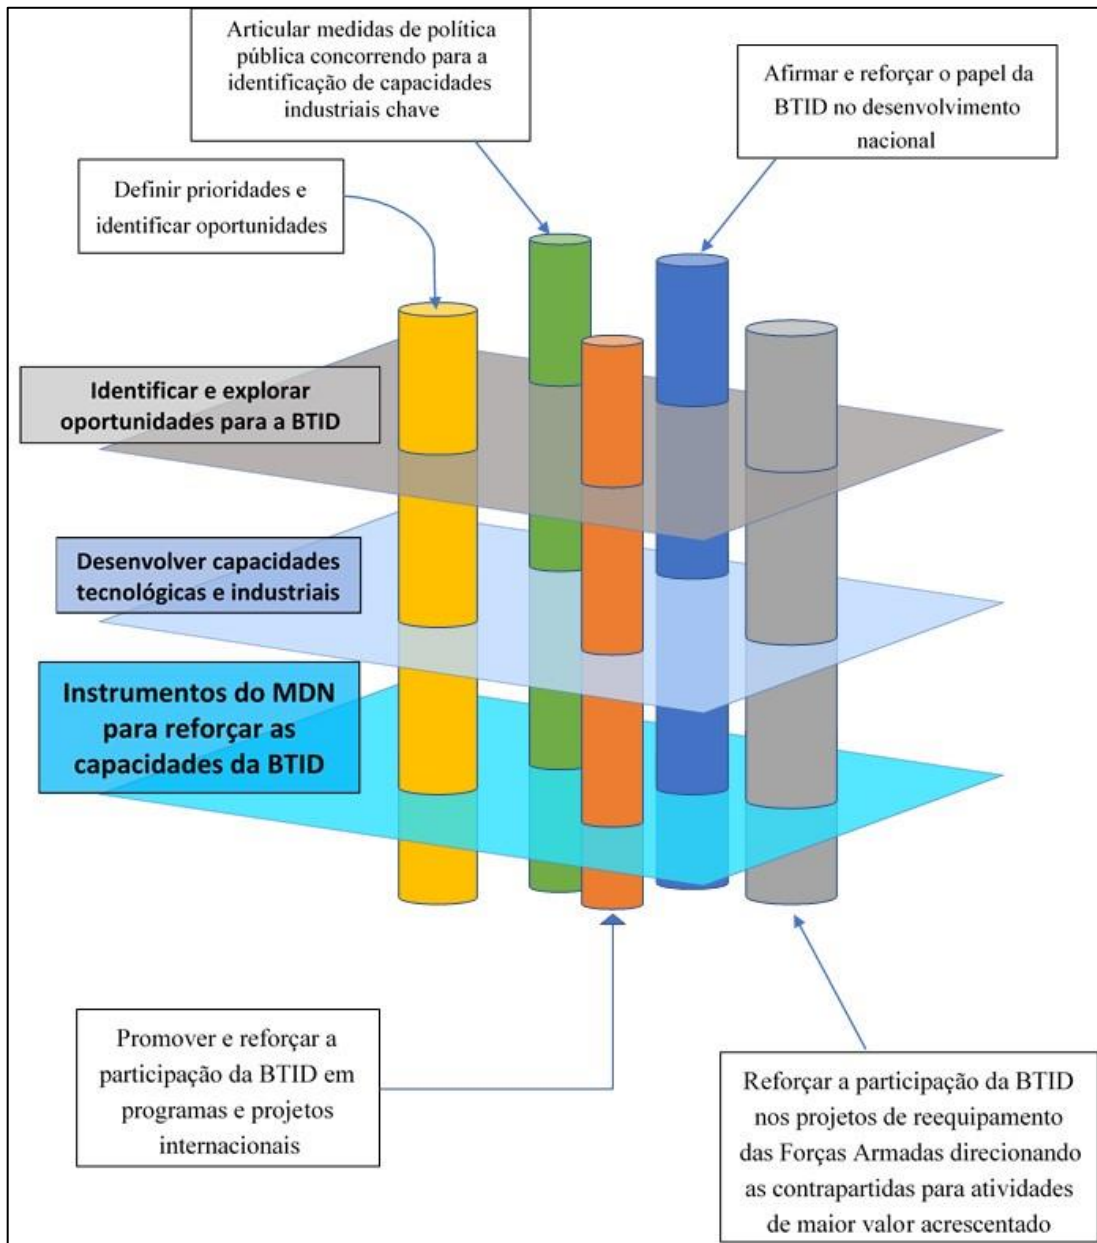 Articular medidas de política
pública concorrendo para a
identificação de capacidades
industriais chave
Afirmar e reforçar o papel da
BTID no desenvolvimento
nacional
Definir prioridades e
identificar oportunidades
Identificar e explorar
oportunidades para a BTID
Desenvolver capacidades
tecnológicas e industriais
Instrumentos do MDN
para reforçar as
capacidades da BTID
Promover e reforçar a
participação da BTID em
programas e projetos
internacionais
Reforçar a participação da BTID
nos projetos de reequipamento
das Forças Armadas direcionando
as contrapartidas para atividades
de maior valor acrescentado